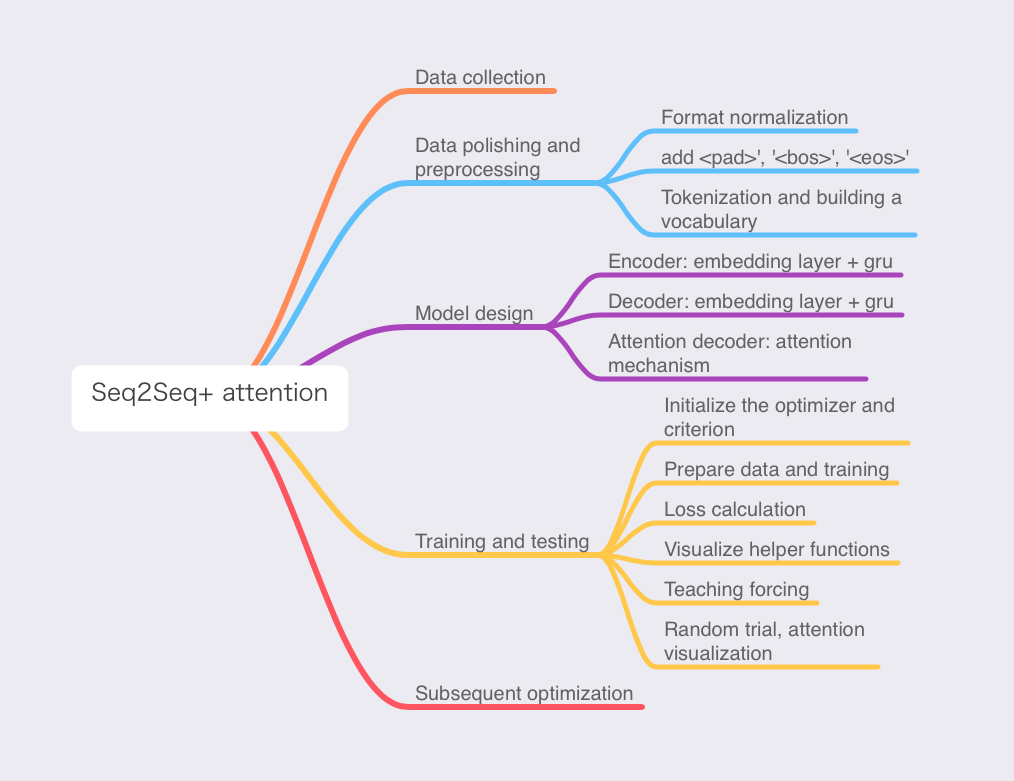 Data collection
Data polishing and
preprocessing
Format normalization
add <pad>', '<bos>', '<eos>'
Tokenization and building a
vocabulary
Model design
Encoder: embedding layer + gru
Decoder: embedding layer + gru
Attention decoder: attention
mechanism
Seq2Seq+ attention
Training and testing
Initialize the optimizer and
criterion
Prepare data and training
Loss calculation
Visualize helper functions
Teaching forcing
Random trial, attention
visualization
Subsequent optimization